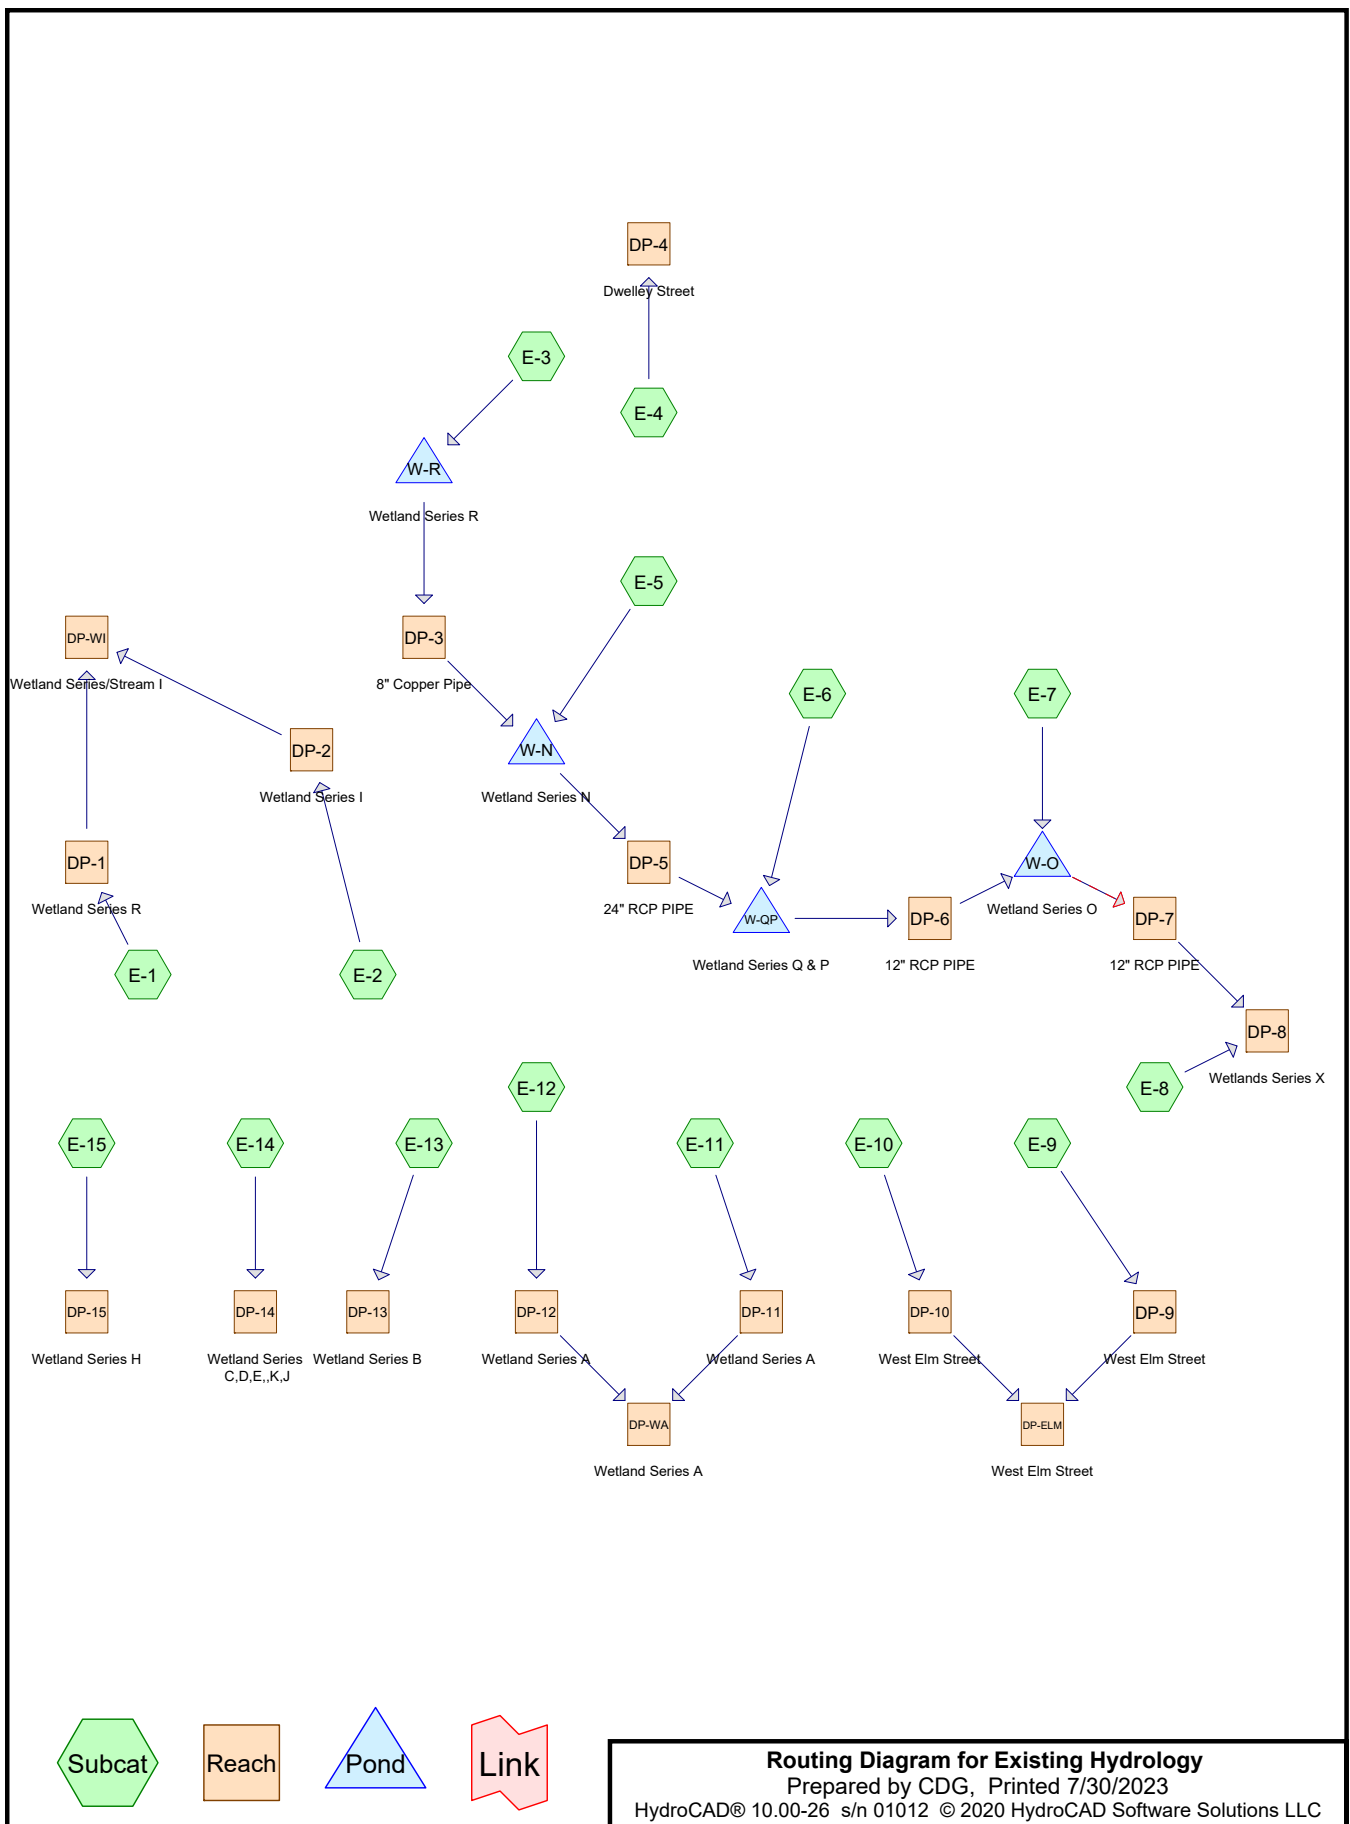 DP-4
Dwelley Street
E-3
E-4
W-R
Wetland Series R
E-5
DP-WI
Wetland Series/Stream I
DP-3
8" Copper Pipe
E-6
E-7
DP-2
Wetland Series I
W-N
Wetland Series N
DP-1
Wetland Series R
DP-5
24" RCP PIPE
W-O
Wetland Series O
W-QP
Wetland Series Q & P
DP-6
12" RCP PIPE
DP-7
12" RCP PIPE
E-1
E-2
DP-8
Wetlands Series X
E-12
E-8
E-15
E-14
E-13
E-11
E-10
E-9
DP-15
Wetland Series H
DP-14
Wetland Series
C,D,E,,K,J
DP-13
Wetland Series B
DP-12
Wetland Series A
DP-11
Wetland Series A
DP-10
West Elm Street
DP-9
West Elm Street
DP-WA
Wetland Series A
DP-ELM
West Elm Street
Subcat
Reach
Pond
Link
Routing Diagram for Existing Hydrology
Prepared by CDG, Printed 7/30/2023
HydroCAD® 10.00-26 s/n 01012 © 2020 HydroCAD Software Solutions LLC